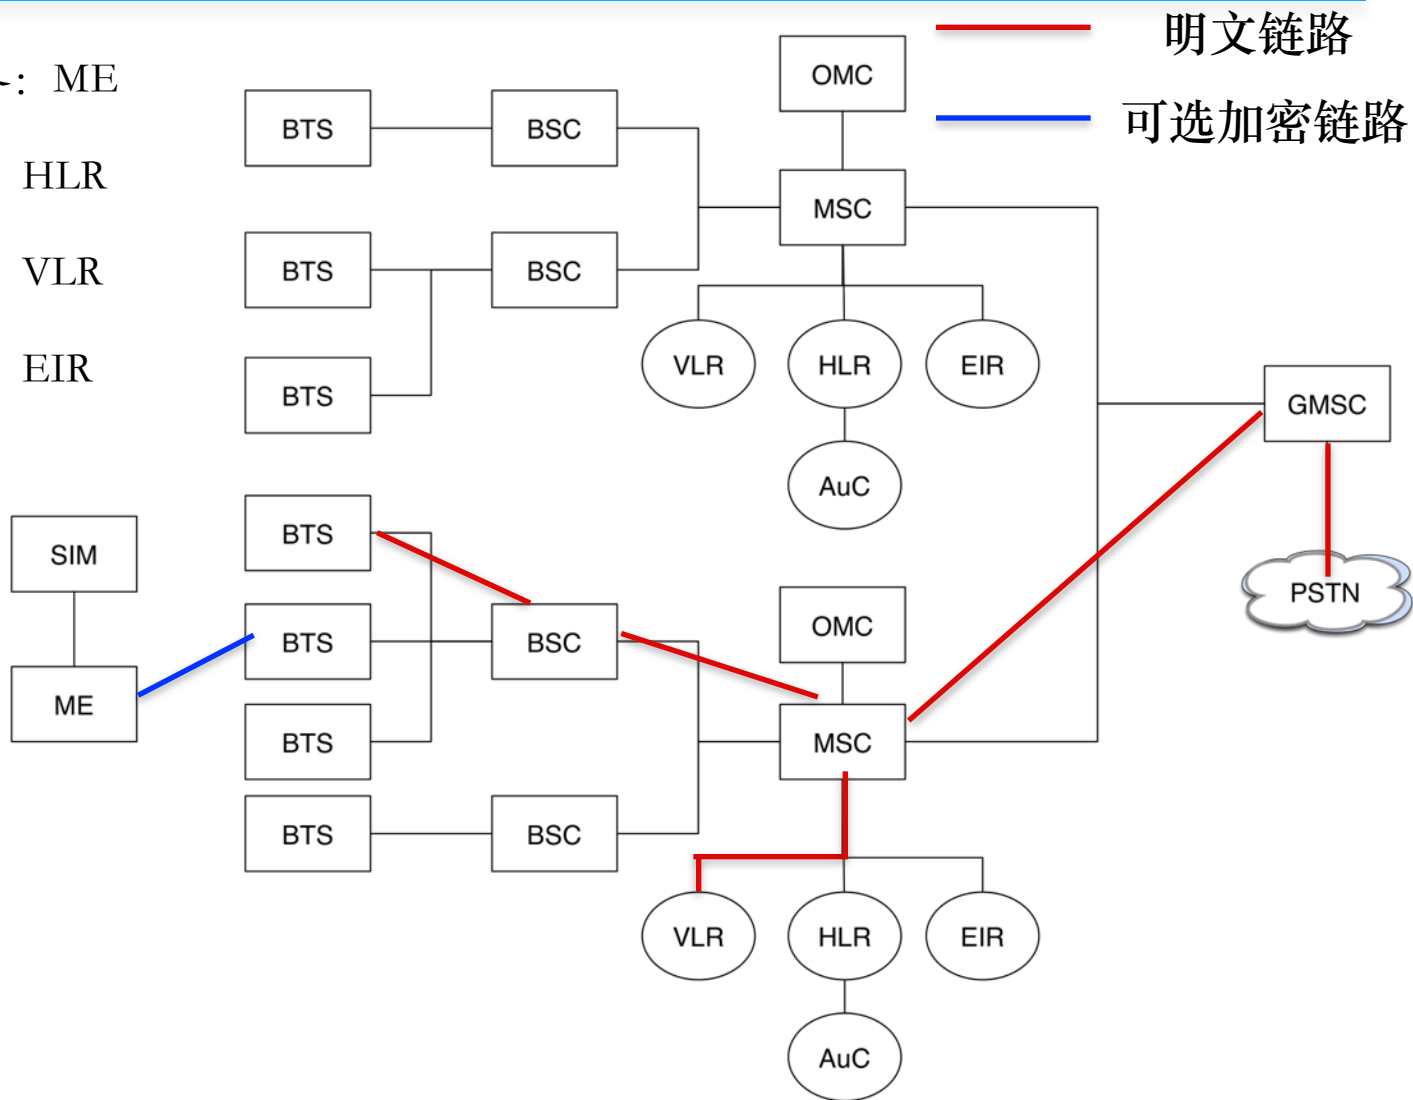 明文链路
可选加密链路
: ME
HLR
VLR
EIR
OMC
BTS
BSC
MSC
BTS
BSC
VLR
HLR
EIR
BTS
GMSC
AuC
BTS
SIM
PSTN
OMC
BTS
BSC
ME
BTS
MSC
BTS
BSC
VLR
HLR
EIR
AuC